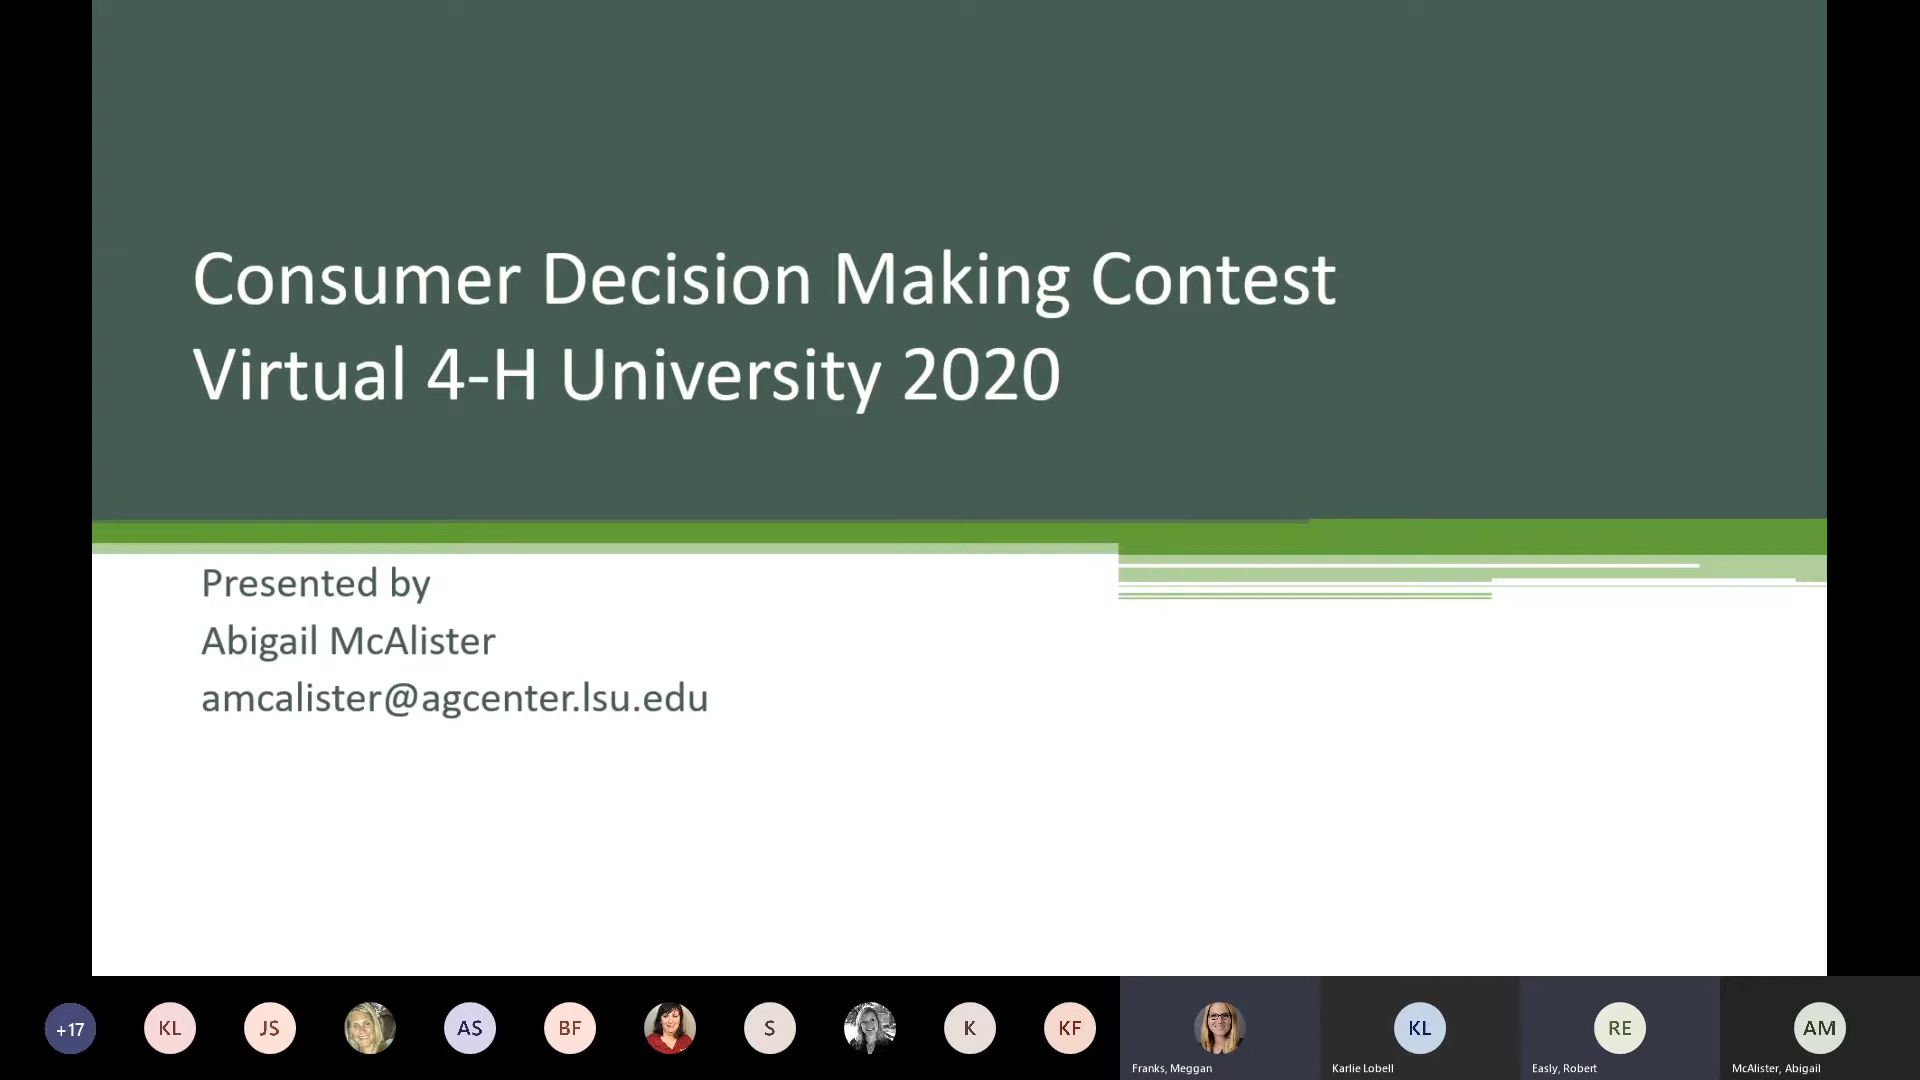 Consumer Decision Making Contest
Virtual 4-H University 2020
Presented by
Abigail McAlister
amcalister@agcenter.lsu.edu
+17
KL
JS
AS
BF
S
K
KF
Franks, Meggan
KL
Karlie Lobell
RE
Easly, Robert
AM
McAlister, Abigail